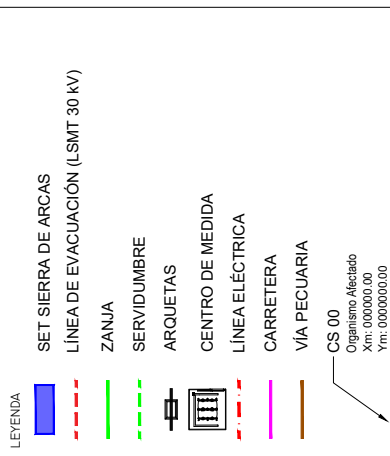 LEYENDA
SET SIERRA DE ARCAS
LÍNEA DE EVACUACIÓN (LSMT 30 kV)
ZANJA
SERVIDUMBRE
ARQUETAS
CENTRO DE MEDIDA
LÍNEA ELÉCTRICA
CARRETERA
VÍA PECUARIA
CS 00
Organismo Afectado
Xm: 0000000.00
Ym: 0000000.00